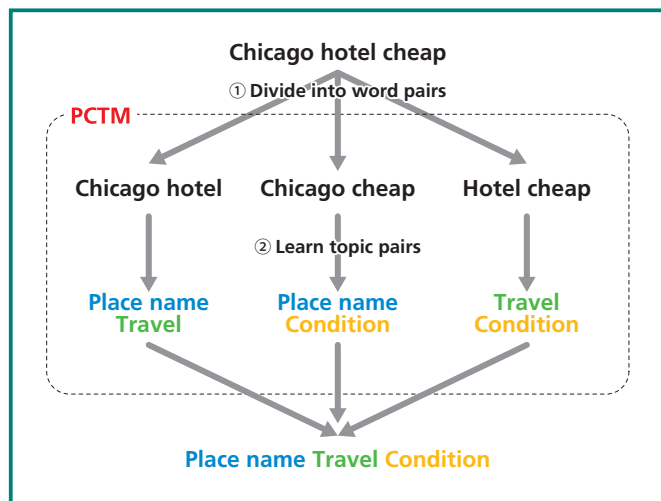 Chicago hotel cheap
① Divide into word pairs
PCTM
Chicago hotel
Chicago cheap
Hotel cheap
② Learn topic pairs
Place name
Travel
Place name
Condition
Travel
Condition
Place name Travel Condition